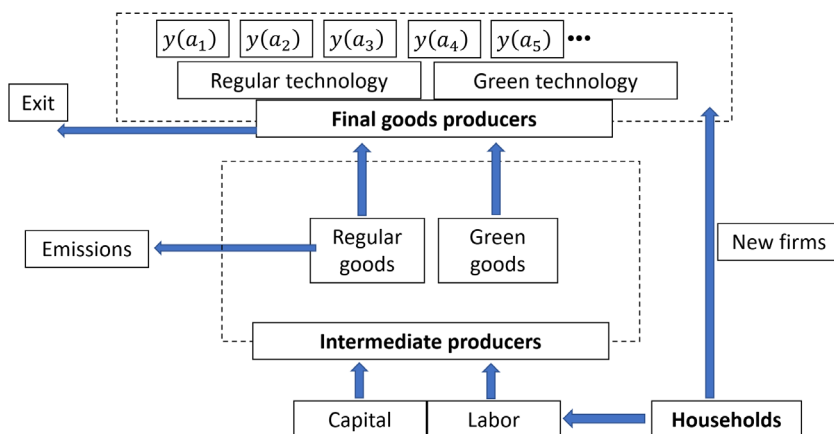 y(a₁) y(a₂) y(a₃) y(a₄) y(a₅) •••
Regular technology Green technology
Exit
Final goods producers
Regular
goods
Green
goods
Emissions
New firms
Intermediate producers
Capital Labor Households